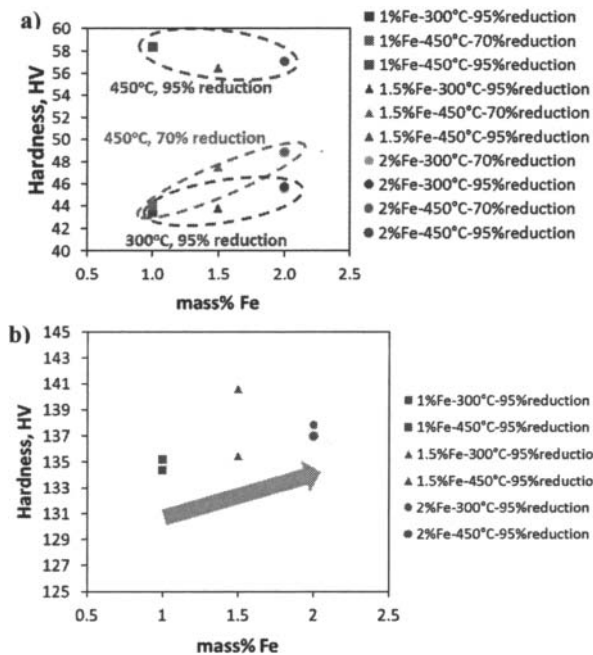 a)
60
58
56
54
52
50
48
46
44
42
40
Hardness, HV
450°C, 95% reduction
450°C, 70% reduction
300°C, 95% reduction
0.5 1.0 1.5 2.0 2.5
mass% Fe
1%Fe-300°C-95%reduction
1%Fe-450°C-70%reduction
1%Fe-450°C-95%reduction
1.5%Fe-300°C-95%reduction
1.5%Fe-450°C-70%reduction
1.5%Fe-450°C-95%reduction
2%Fe-300°C-70%reduction
2%Fe-300°C-95%reduction
2%Fe-450°C-70%reduction
2%Fe-450°C-95%reduction
b)
145
143
141
139
137
135
133
131
129
127
125
Hardness, HV
0.5 1 1.5 2 2.5
mass% Fe
1%Fe-300°C-95%reduction
1%Fe-450°C-95%reduction
1.5%Fe-300°C-95%reductio
1.5%Fe-450°C-95%reductio
2%Fe-300°C-95%reduction
2%Fe-450°C-95%reduction